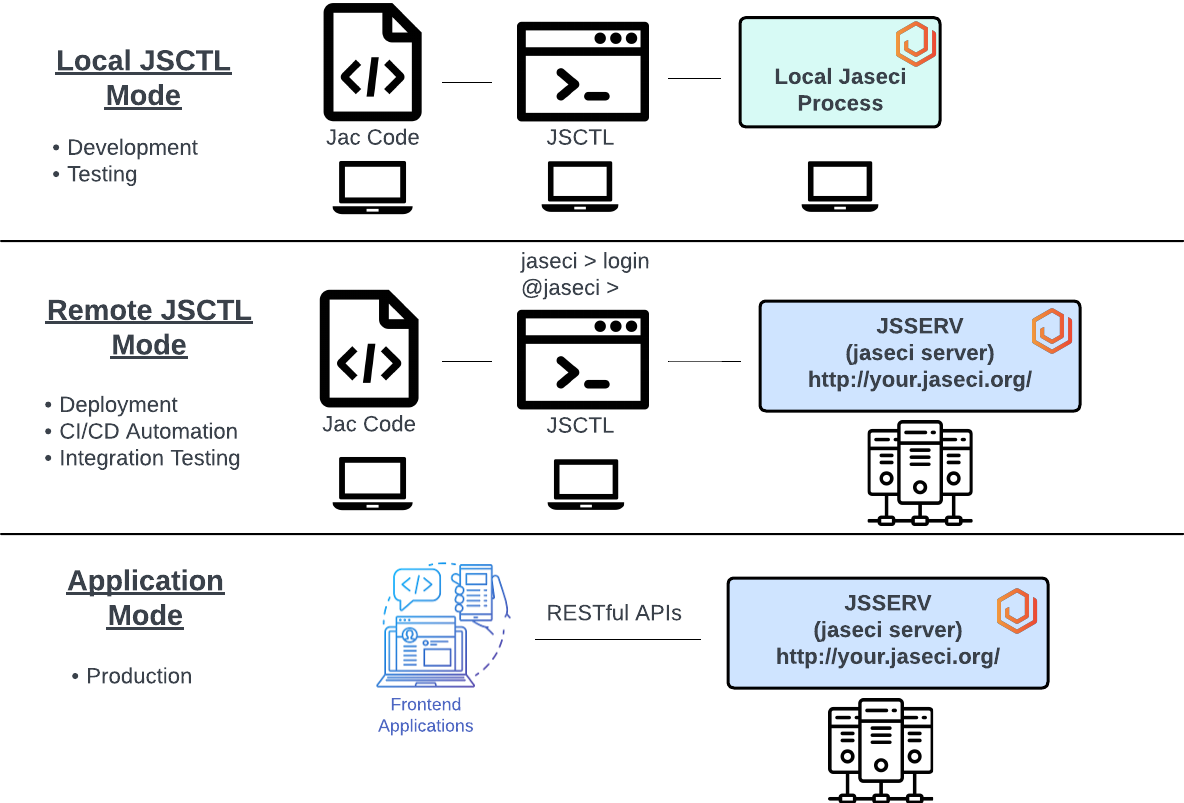 Local JSCTL
Mode
• Development
• Testing
</>
Jac Code
>_
JSCTL
Local Jaseci
Process
Remote JSCTL
Mode
• Deployment
• CI/CD Automation
• Integration Testing
</>
Jac Code
jaseci > login
@jaseci >
>_
JSCTL
JSSERV
(jaseci server)
http://your.jaseci.org/
Application
Mode
• Production
</>
Frontend
Applications
RESTful APIs
JSSERV
(jaseci server)
http://your.jaseci.org/